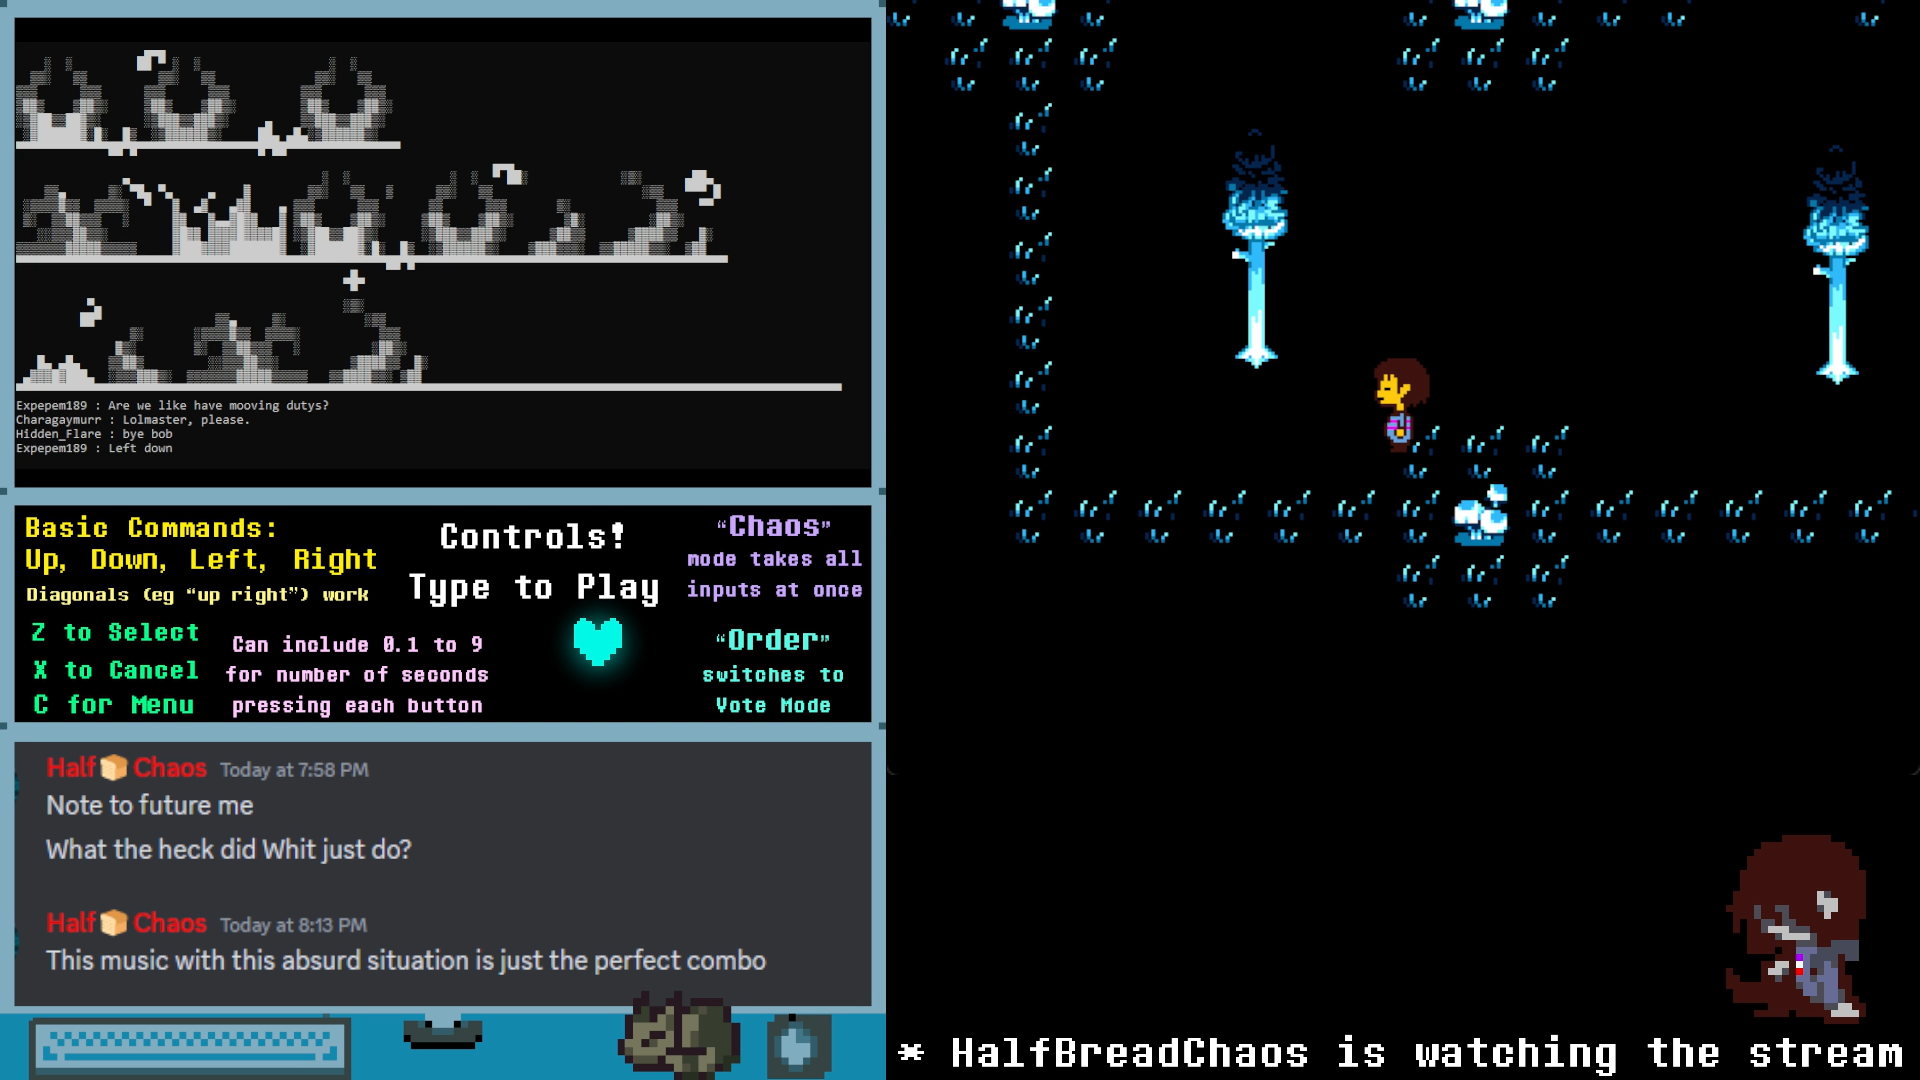 Expepem189 : Are we like have mooving dutys?
Charagaymurr : Lolmaster, please.
Hidden_Flare : bye bob
Expepem189 : Left down
Basic Commands:
Up, Down, Left, Right
Diagonals (eg “up right”) work
Z to Select
X to Cancel
C for Menu
Can include 0.1 to 9
for number of seconds
pressing each button
Controls!
Type to Play
“Chaos”
mode takes all
inputs at once
“Order”
switches to
Vote Mode
Half🍞Chaos Today at 7:58 PM
Note to future me
What the heck did Whit just do?
Half🍞Chaos Today at 8:13 PM
This music with this absurd situation is just the perfect combo
* HalfBreadChaos is watching the stream